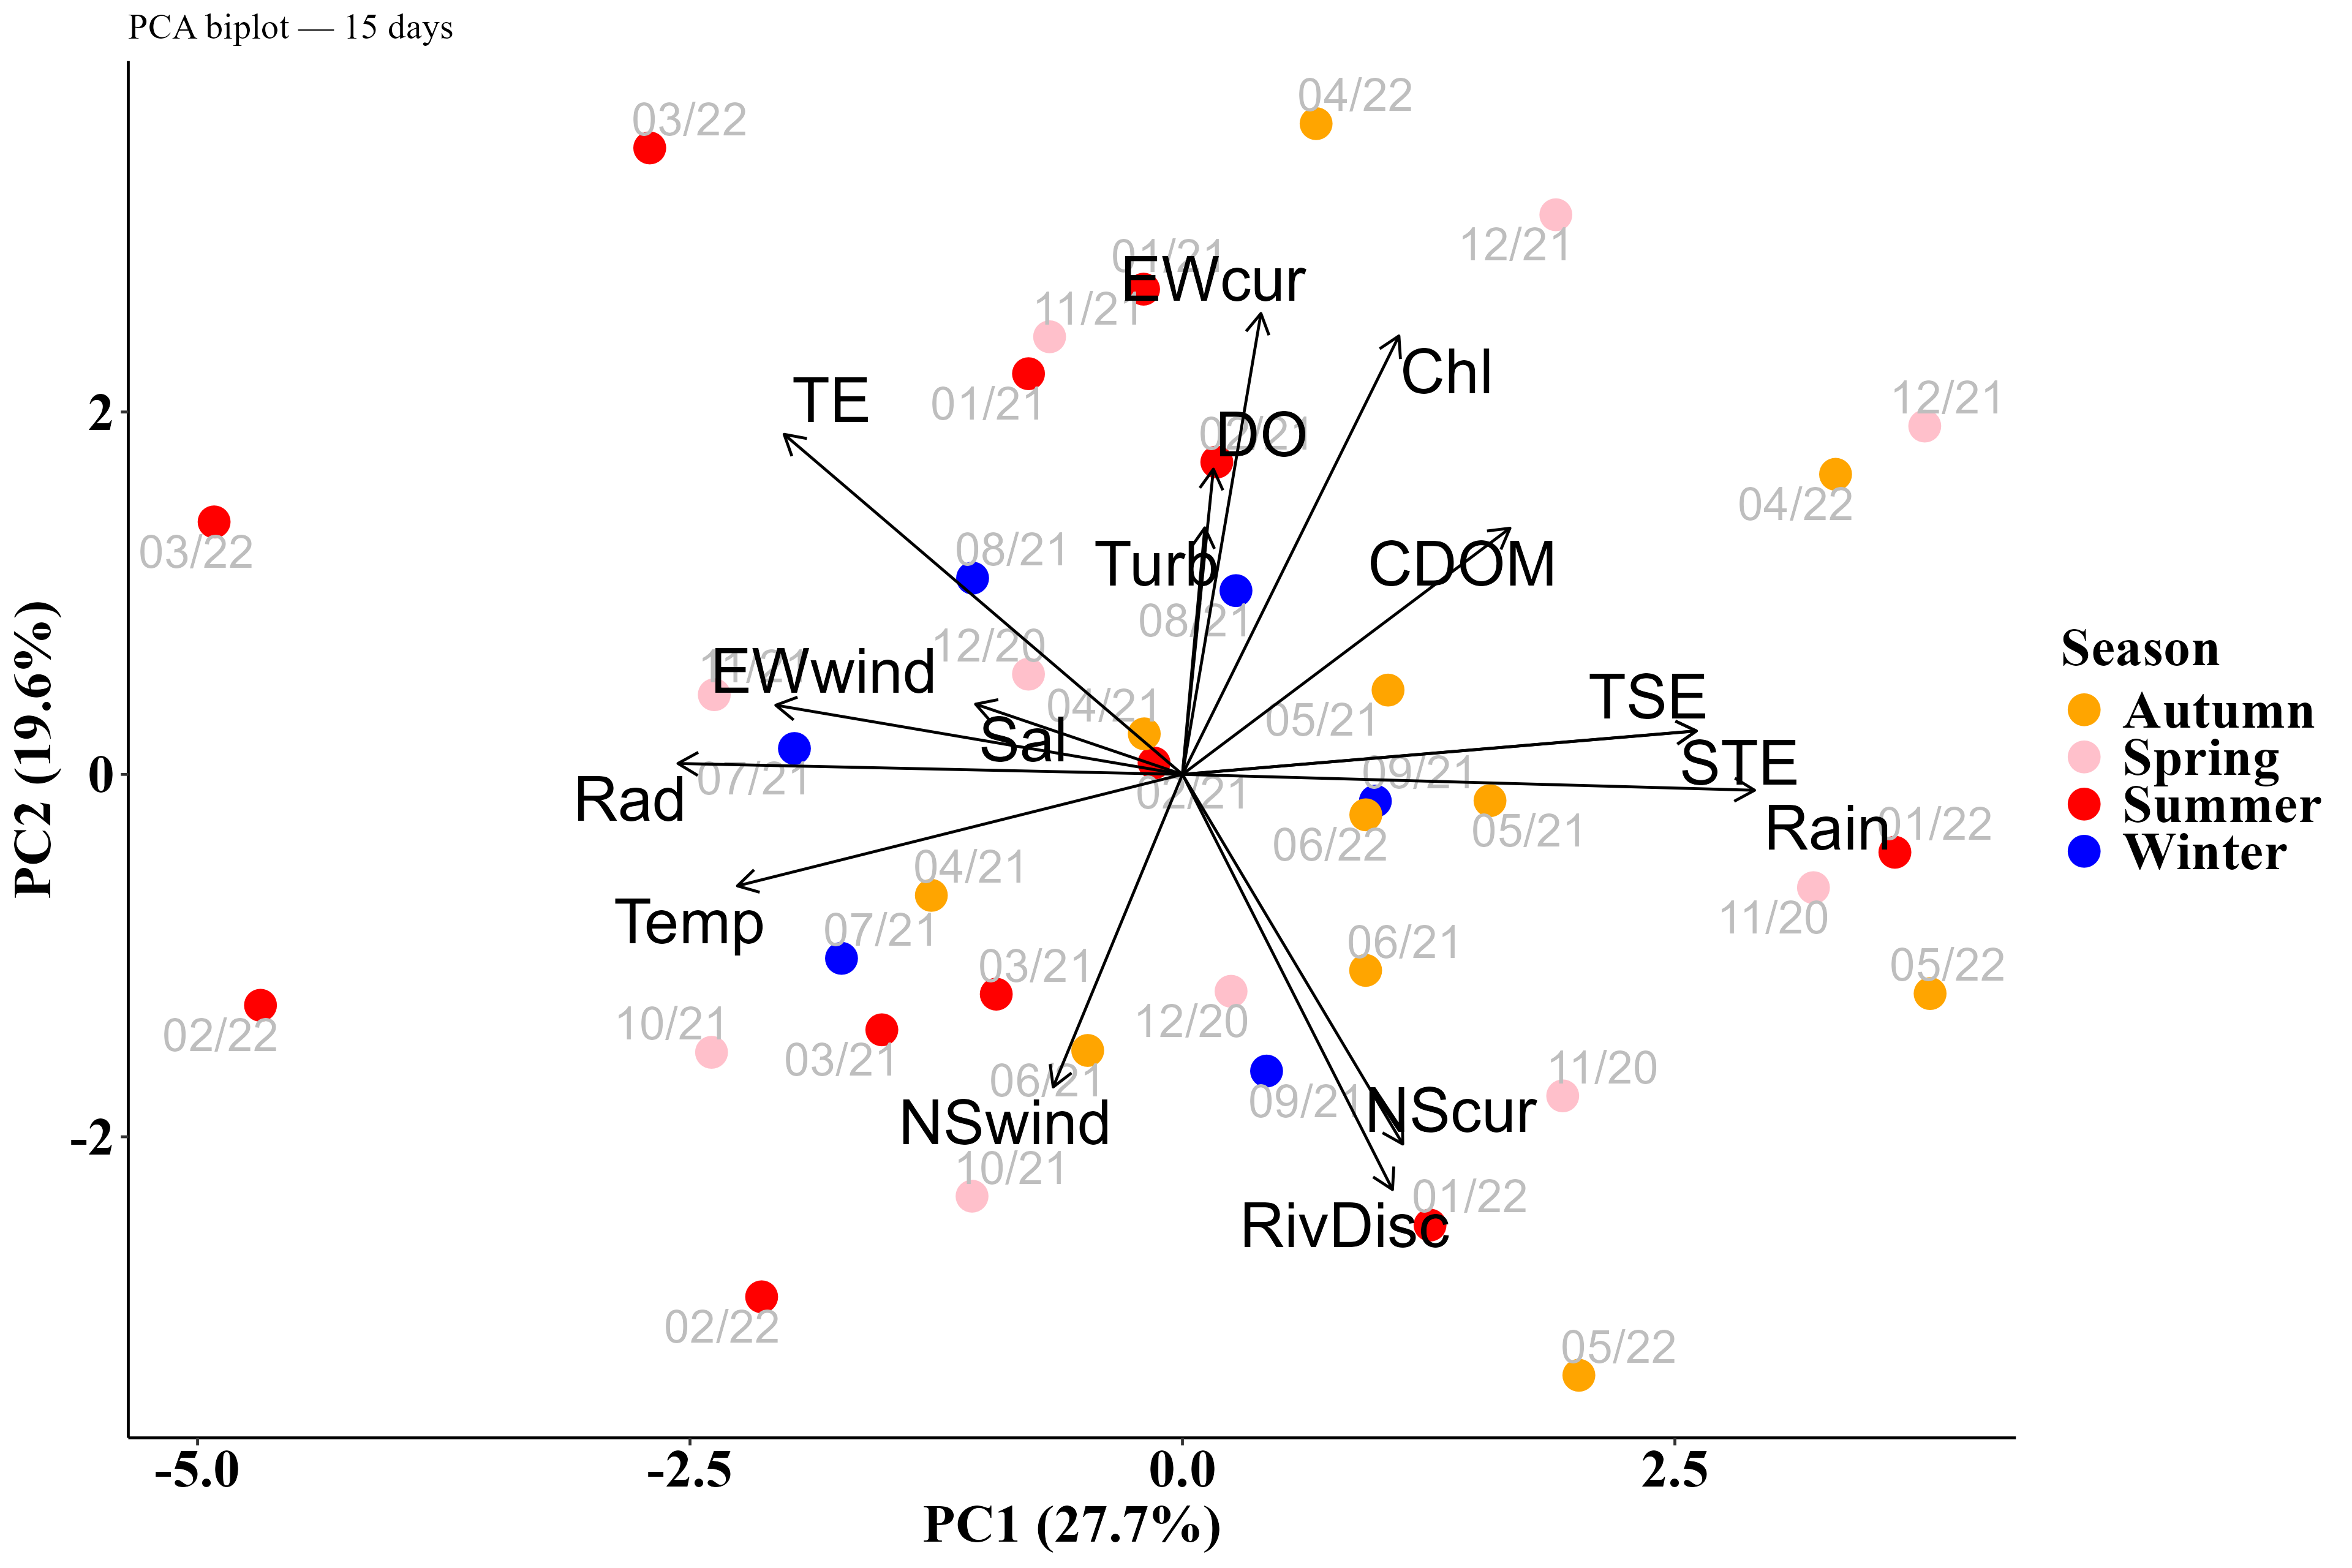 PCA biplot — 15 days
04/22
03/22
12/21
01/21
EWcur
11/21
Chl
TE
01/21
12/21
02/21
DO
04/22
03/22
08/21
Turb
CDOM
08/21
12/20
11/21
EWwind
04/21
05/21
TSE
Sal
STE
07/21
02/21
09/21
Rad
Rain
01/22
06/22
05/21
04/21
11/20
Temp
07/21
06/21
03/21
05/22
10/21
12/20
02/22
03/21
06/21
11/20
09/21
NScur
NSwind
10/21
01/22
RivDisc
02/22
05/22
2
0
-2
PC2 (19.6%)
-5.0
-2.5
0.0
2.5
PC1 (27.7%)
Season
Autumn
Spring
Summer
Winter